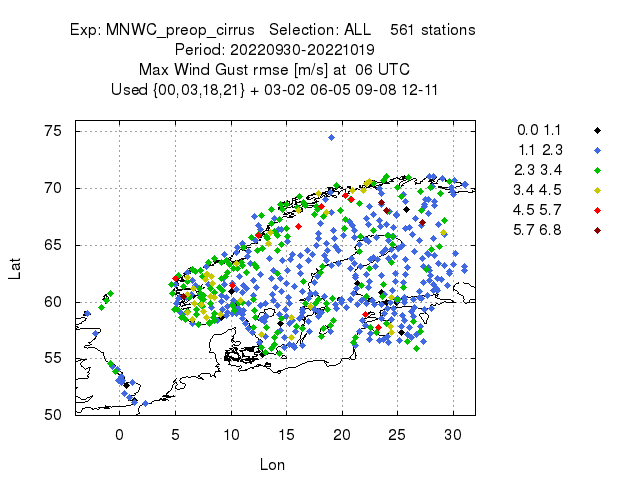 Exp: MNWC_preop_cirrus   Selection: ALL    561 stations
Period: 20220930-20221019
Max Wind Gust rmse [m/s] at  06 UTC
Used {00,03,18,21} + 03-02 06-05 09-08 12-11
0.0 1.1
1.1 2.3
2.3 3.4
3.4 4.5
4.5 5.7
5.7 6.8
75
70
65
60
55
50
Lat
0 5 10 15 20 25 30
Lon